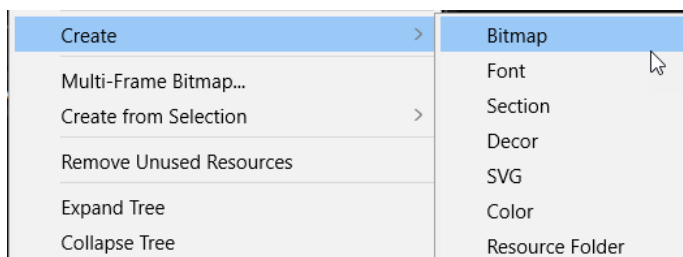 Create
Multi-Frame Bitmap...
Create from Selection
Remove Unused Resources
Expand Tree
Collapse Tree
Bitmap
Font
Section
Decor
SVG
Color
Resource Folder